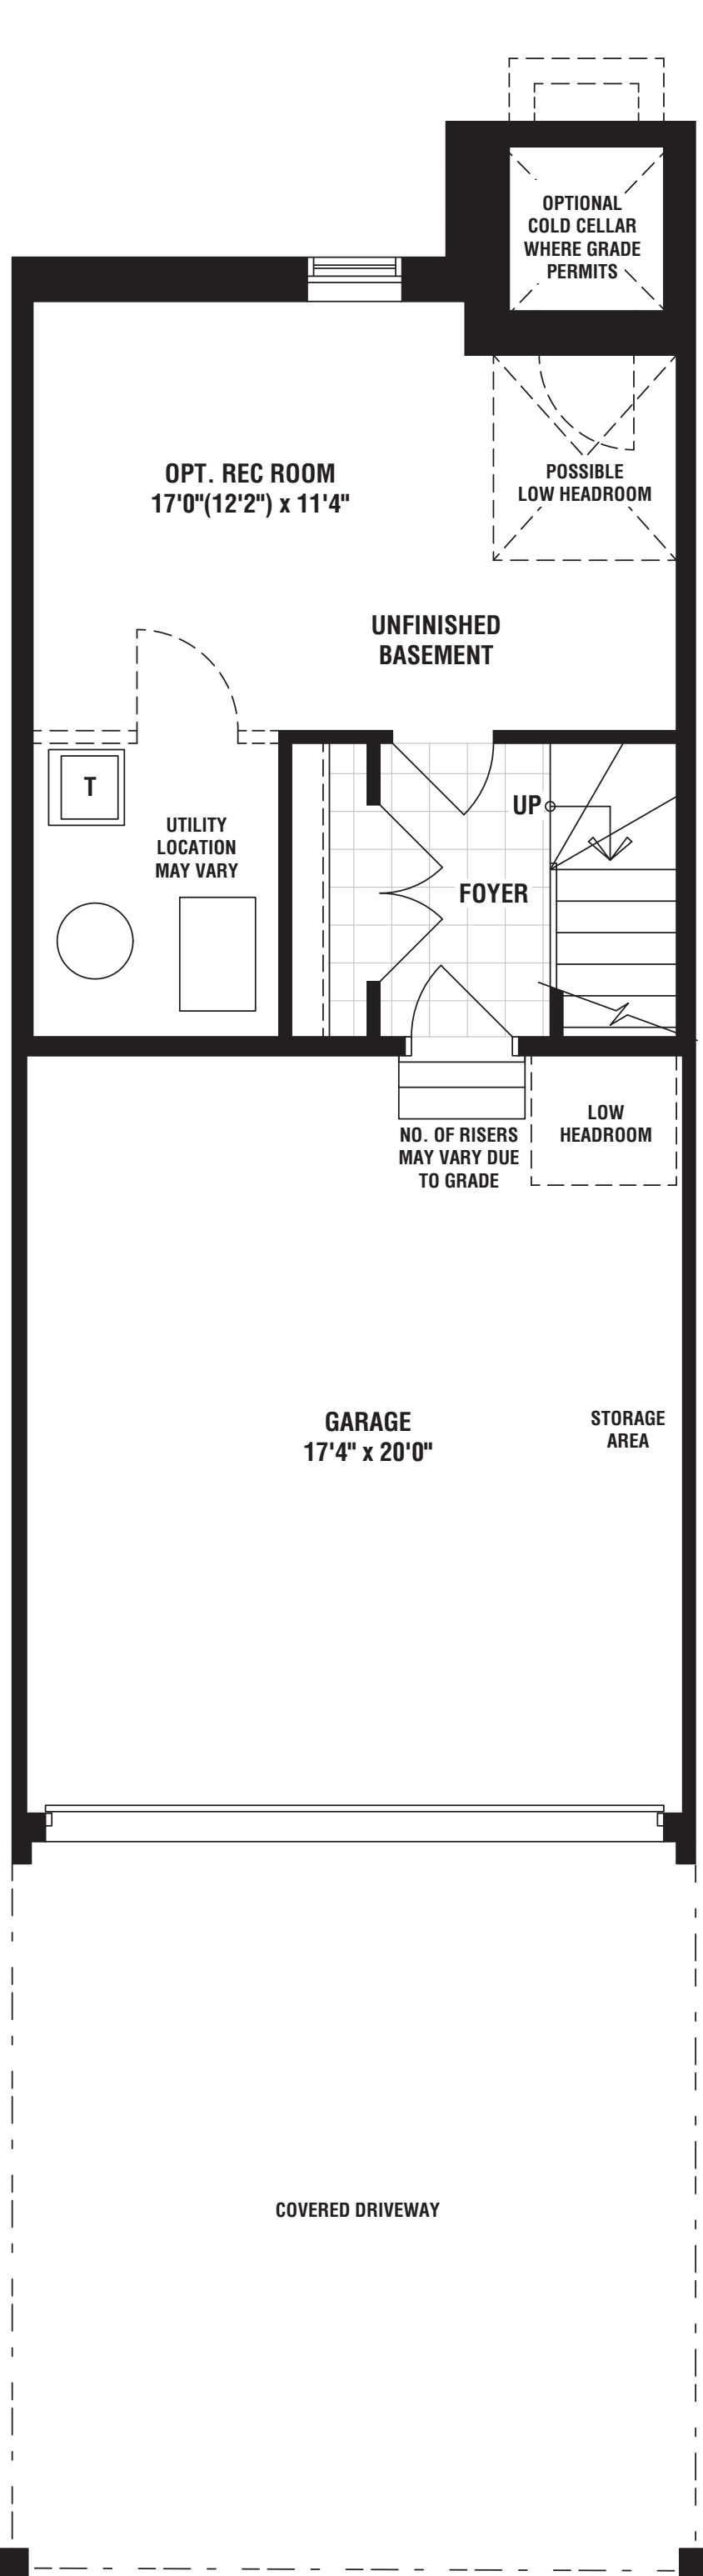 OPTIONAL
COLD CELLAR
WHERE GRADE
PERMITS
OPT. REC ROOM
17'0"(12'2") x 11'4"
POSSIBLE
LOW HEADROOM
UNFINISHED
BASEMENT
T
UTILITY
LOCATION
MAY VARY
UP
FOYER
NO. OF RISERS
MAY VARY DUE
TO GRADE
LOW
HEADROOM
GARAGE
17'4" x 20'0"
STORAGE
AREA
COVERED DRIVEWAY